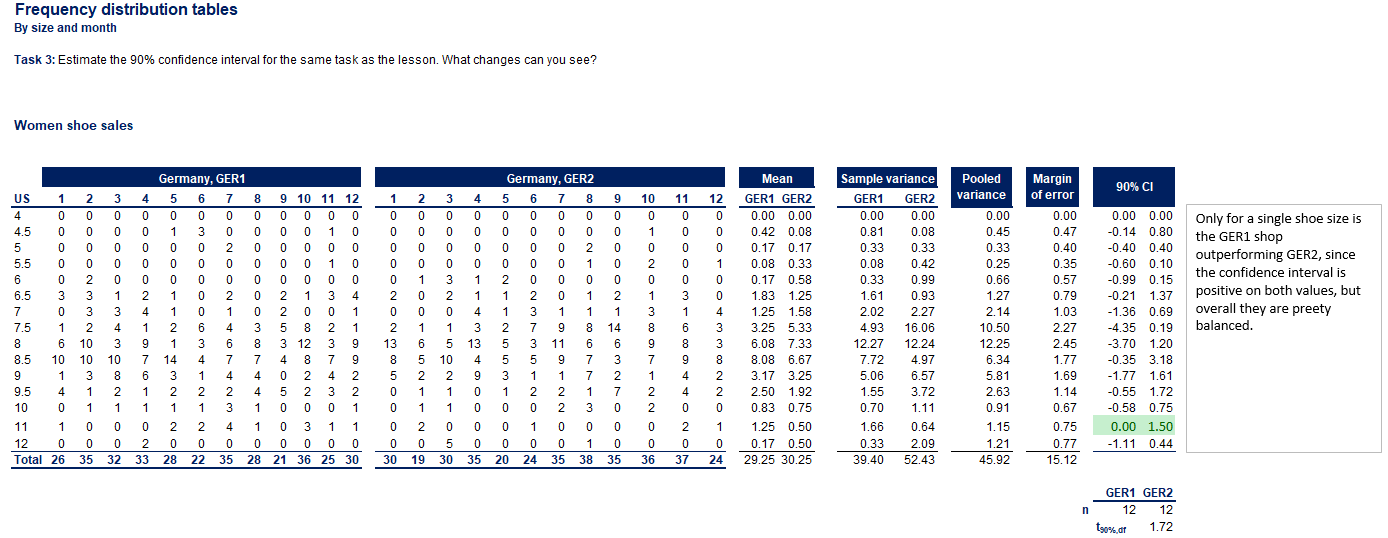 Frequency distribution tables
By size and month
Task 3: Estimate the 90% confidence interval for the same task as the lesson. What changes can you see?
Women shoe sales
Germany, GER1 Germany, GER2 Mean Sample variance Pooled variance Margin of error 90% CI
US 1 2 3 4 5 6 7 8 9 10 11 12 1 2 3 4 5 6 7 8 9 10 11 12 GER1 GER2 GER1 GER2
4 0 0 0 0 0 0 0 0 0 0 0 0 0 0 0 0 0 0 0 0 0 0 0 0 0.00 0.00 0.00 0.00 0.00 0.00 0.00 0.00
4.5 0 0 0 0 1 3 0 0 0 0 1 0 0 0 0 0 0 0 0 0 0 1 0 0 0.42 0.08 0.81 0.08 0.45 0.47 -0.14 0.80
5 0 0 0 0 0 0 2 0 0 0 0 0 0 0 0 0 0 0 0 2 0 0 0 0 0.17 0.17 0.33 0.33 0.33 0.40 -0.40 0.40
5.5 0 0 0 0 0 0 0 0 0 0 1 0 0 0 0 0 0 0 0 1 0 2 0 1 0.08 0.33 0.08 0.42 0.25 0.35 -0.60 0.10
6 0 2 0 0 0 0 0 0 0 0 0 0 0 1 3 1 2 0 0 0 0 0 0 0 0.17 0.58 0.33 0.99 0.66 0.57 -0.99 0.15
6.5 3 3 1 2 1 0 2 0 2 1 3 4 2 0 2 1 1 2 0 1 2 1 3 0 1.83 1.25 1.61 0.93 1.27 0.79 -0.21 1.37
7 0 3 3 4 1 0 1 0 2 0 0 1 0 0 0 4 1 3 1 1 3 1 1 4 1.25 1.58 2.02 2.27 2.14 1.03 -1.36 0.69
7.5 1 2 4 1 2 6 4 3 5 8 2 1 2 1 1 3 2 7 9 8 14 8 6 3 3.25 5.33 4.93 16.06 10.50 2.27 -4.35 0.19
8 6 10 3 9 1 3 6 8 3 12 3 9 13 6 5 13 5 3 11 6 6 9 8 3 6.08 7.33 12.27 12.24 12.25 2.45 -3.70 1.20
8.5 10 10 10 7 14 4 7 7 4 8 7 9 8 5 10 4 5 5 9 7 3 7 9 8 8.08 6.67 7.72 4.97 6.34 1.77 -0.35 3.18
9 1 3 8 6 3 1 4 4 0 2 4 2 5 2 2 9 3 1 1 7 2 1 4 2 3.17 3.25 5.06 6.57 5.81 1.69 -1.77 1.61
9.5 4 1 2 1 2 2 2 4 5 2 3 2 0 1 1 0 1 2 2 1 7 2 4 2 2.50 1.92 1.55 3.72 2.63 1.14 -0.55 1.72
10 0 1 1 1 1 1 3 1 0 0 0 1 0 1 1 0 0 0 2 3 0 2 0 0 0.83 0.75 0.70 1.11 0.91 0.67 -0.58 0.75
11 1 0 0 0 2 2 4 1 0 3 1 1 0 2 0 0 0 1 0 0 0 0 2 1 1.25 0.50 1.66 0.64 1.15 0.75 0.00 1.50
12 0 0 0 2 0 0 0 0 0 0 0 0 0 0 5 0 0 0 0 1 0 0 0 0 0.17 0.50 0.33 2.09 1.21 0.77 -1.11 0.44
Total 26 35 32 33 28 22 35 28 21 36 25 30 30 19 30 35 20 24 35 38 35 36 37 24 29.25 30.25 39.40 52.43 45.92 15.12
Only for a single shoe size is
the GER1 shop
outperforming GER2, since
the confidence interval is
positive on both values, but
overall they are preety
balanced.
GER1 GER2
n 12 12
t90%,df 1.72